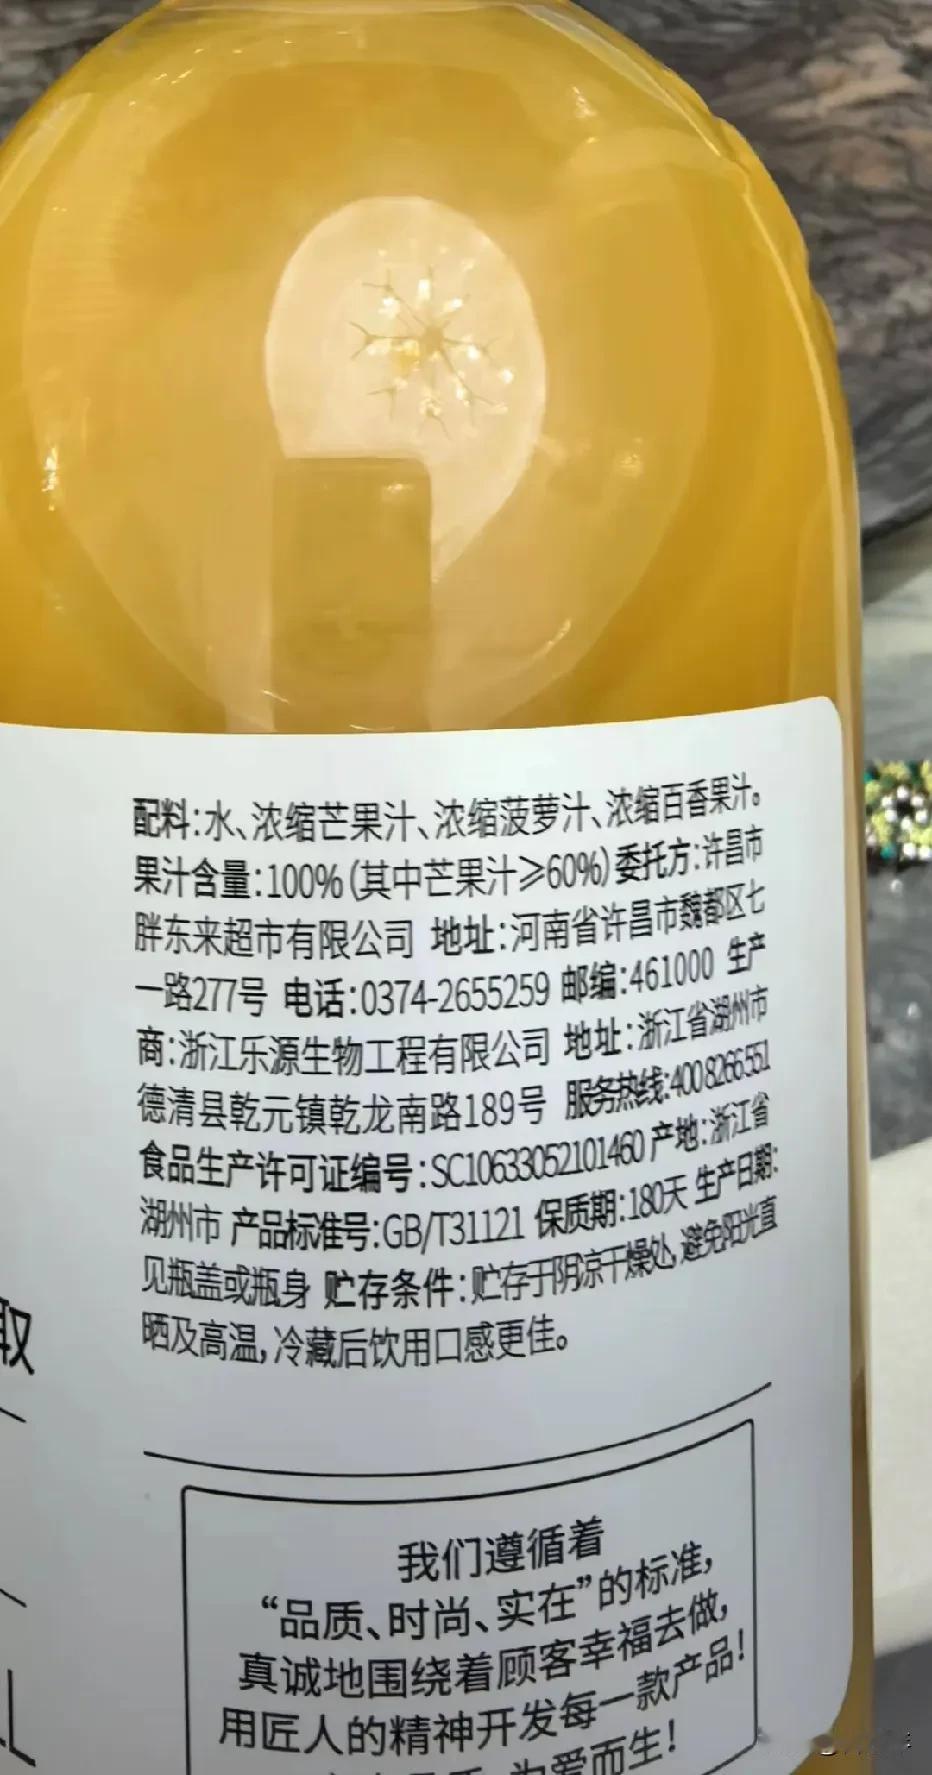 配料:水、浓缩芒果汁、浓缩菠萝汁、浓缩百香果汁。
果汁含量:100%(其中芒果汁≥60%)委托方:许昌市
胖东来超市有限公司 地址:河南省许昌市魏都区七
一路277号 电话:0374-2655259 邮编:461000 生产
商:浙江乐源生物工程有限公司 地址:浙江省湖州市
德清县乾元镇乾龙南路189号 服务热线:4008266551
食品生产许可证编号:SC10633052101460 产地:浙江省
湖州市 产品标准号:GB/T31121 保质期:180天 生产日期:
见瓶盖或瓶身 贮存条件:贮存于阴凉干燥处,避免阳光直
晒及高温,冷藏后饮用口感更佳。
取
L
我们遵循着
“品质、时尚、实在”的标准,
真诚地围绕着顾客幸福去做,
用匠人的精神开发每一款产品!
为爱而生!